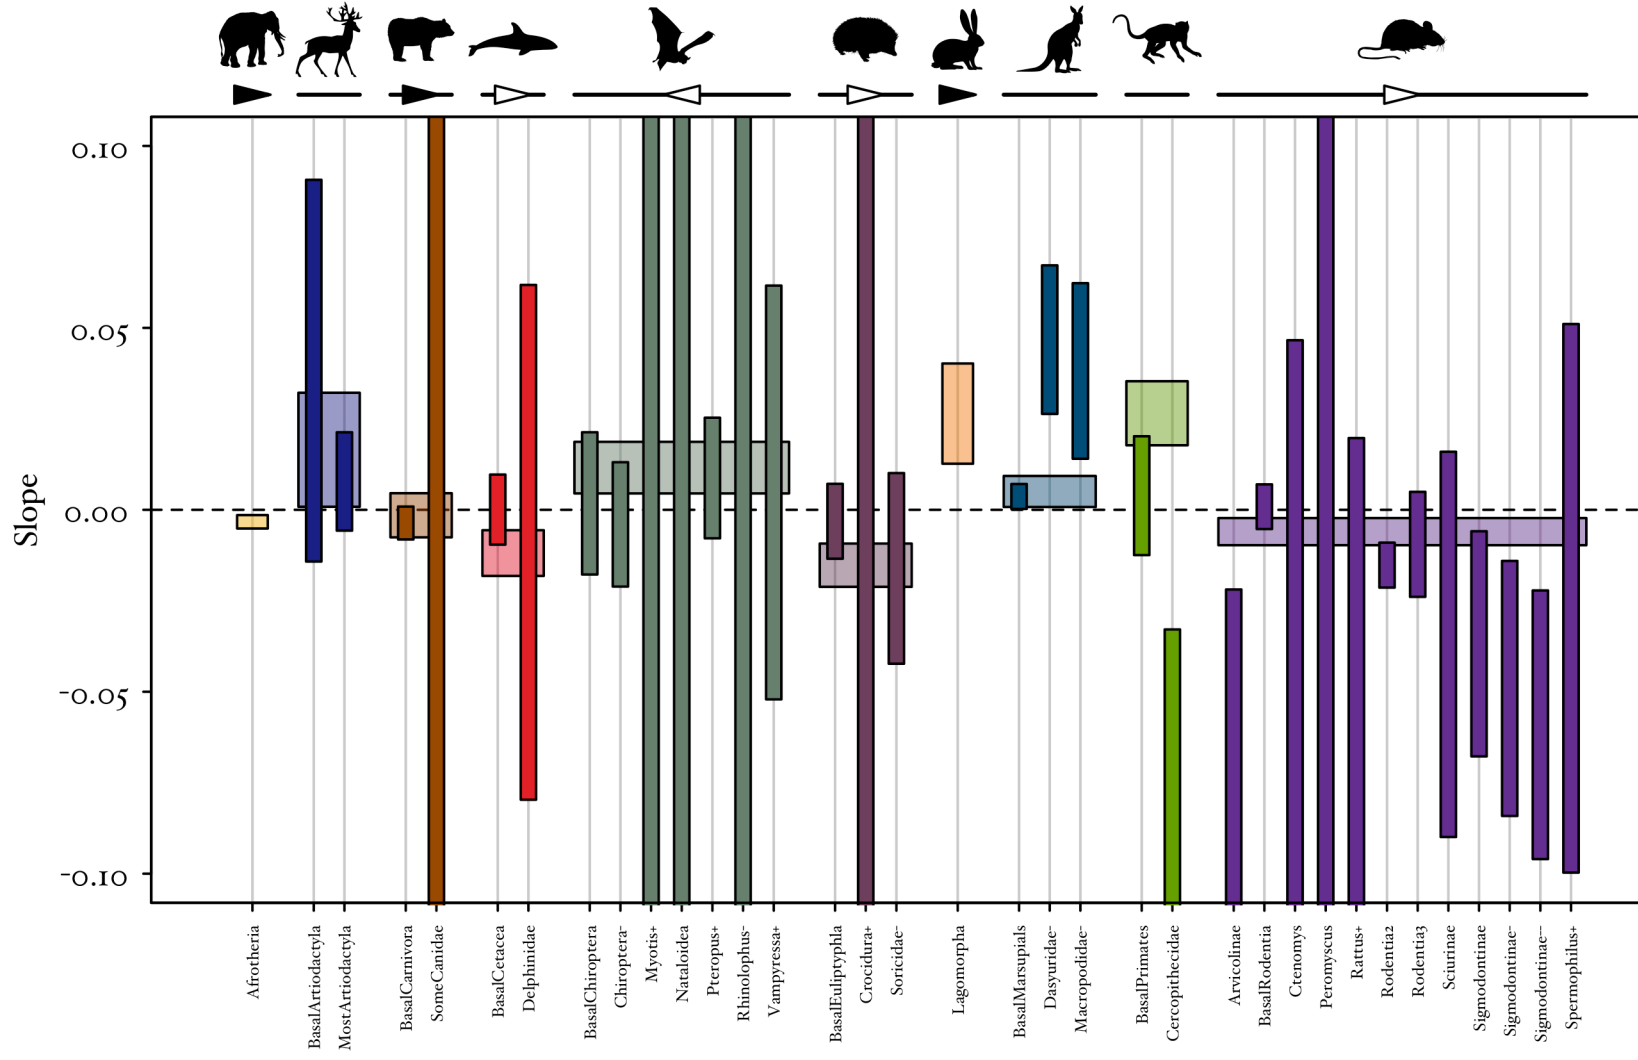 0.10
0.05
0.00
-0.05
-0.10
Slope
Afrotheria
BasalArtiodactyla
MostArtiodactyla
BasalCarnivora
SomeCanidae
BasalCetacea
Delphinidae
BasalChiroptera
Chiroptera-
Myotis+
Nataloidea
Pteropus+
Rhinolophus-
Vampyressa+
BasalEuliptyphla
Crocidura+
Soricidae-
Lagomorpha
BasalMarsupials
Dasyuridae-
Macropodidae-
BasalPrimates
Cercopithecidae
Arvicolinae
BasalRodentia
Ctenomys
Peromyscus
Rattus+
Rodentia2
Rodentia3
Sciurinae
Sigmodontinae
Sigmodontinae-
Sigmodontinae--
Spermophilus+